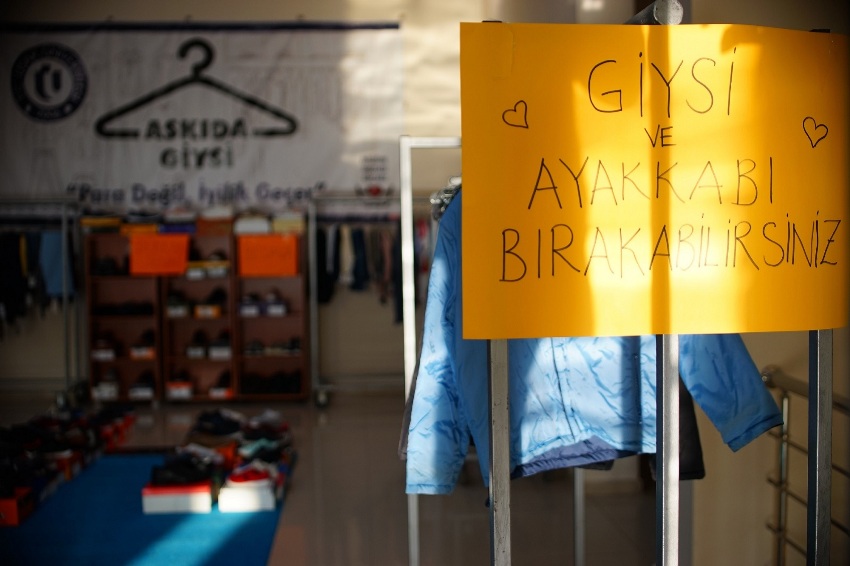 ASKIDA
GİYSİ
"Para Değil, İyilik Geçer"
GİYSİ
VE
AYAKKABI
BIRAKABİLİRSİNİZ